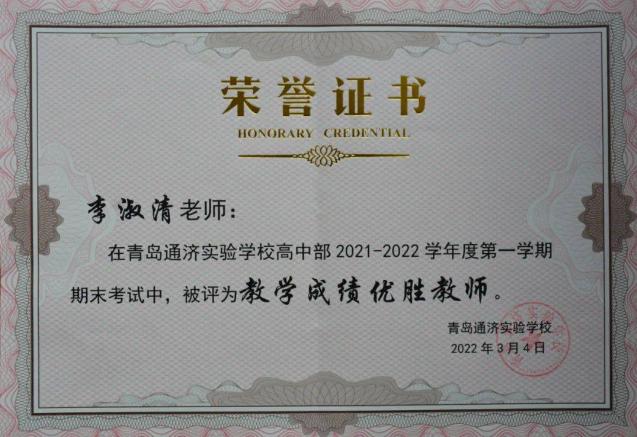 荣誉证书
HONORARY CREDENTIAL
李淑清老师：
在青岛通济实验学校高中部 2021-2022 学年度第一学期
期末考试中，被评为教学成绩优胜教师。
青岛通济实验学校
2022 年 3 月 4 日